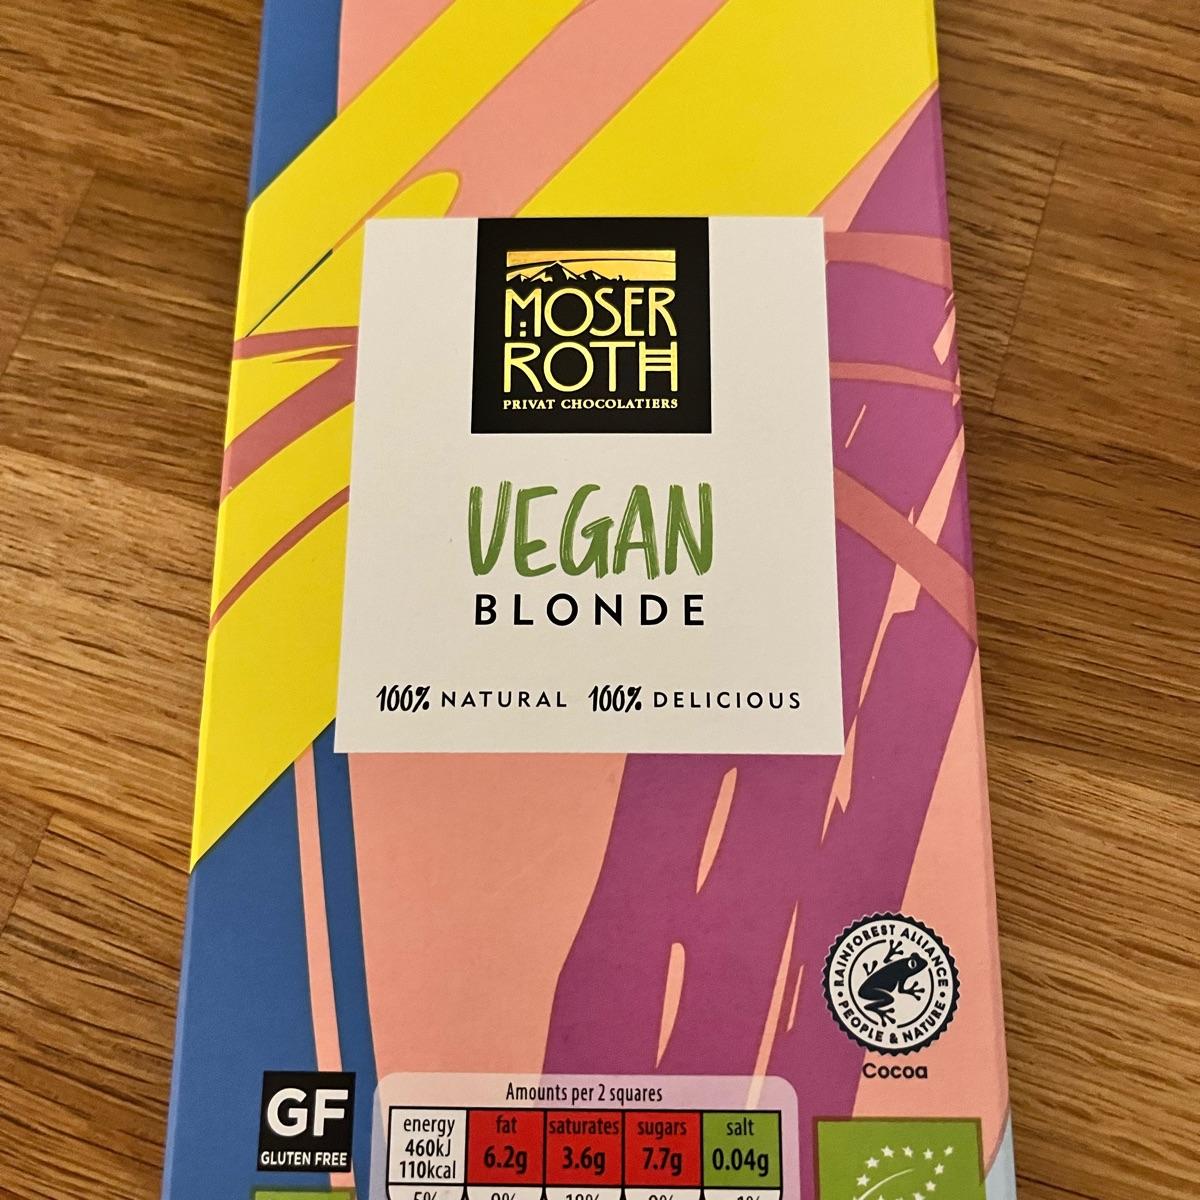 MOSER
ROTH
PRIVAT CHOCOLATIERS
VEGAN
BLONDE
100% NATURAL 100% DELICIOUS
RAINFOREST ALLIANCE
PEOPLE & NATURE
Cocoa
GF
GLUTEN FREE
Amounts per 2 squares
energy fat saturates sugars salt
460kJ
110kcal 6.2g 3.6g 7.7g 0.04g